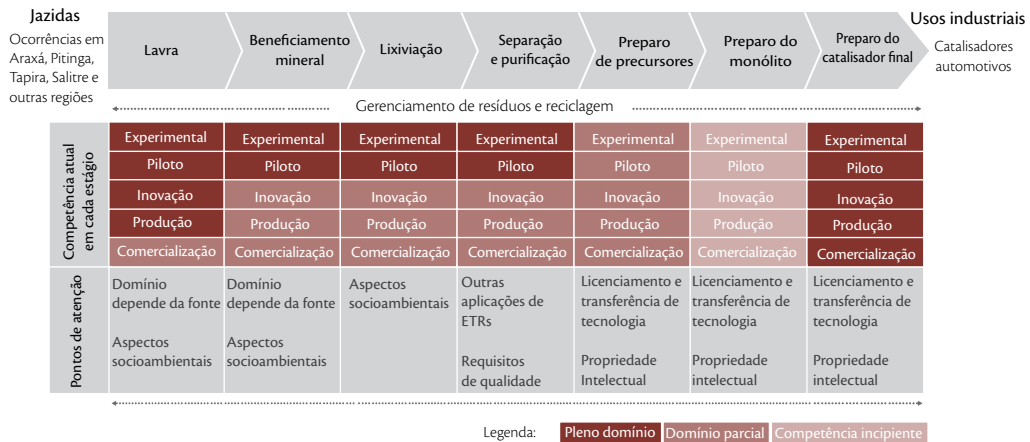 Jazidas
Ocorrências em
Araxá, Pitinga,
Tapira, Salitre e
outras regiões
Lavra
Beneficiamento
mineral
Lixiviação
Separação
e purificação
Preparo
de precursores
Preparo do
monólito
Preparo do
catalisador final
Usos industriais
Catalisadores
automotivos
Gerenciamento de resíduos e reciclagem
Competência atual
em cada estágio
Experimental Experimental Experimental Experimental Experimental Experimental Experimental
Piloto Piloto Piloto Piloto Piloto Piloto Piloto
Inovação Inovação Inovação Inovação Inovação Inovação Inovação
Produção Produção Produção Produção Produção Produção Produção
Comercialização Comercialização Comercialização Comercialização Comercialização Comercialização Comercialização
Pontos de atenção
Domínio
depende da fonte
Aspectos
socioambientais
Domínio
depende da fonte
Aspectos
socioambientais
Aspectos
socioambientais
Outras
aplicações de
ETRs
Requisitos
de qualidade
Licenciamento e
transferência de
tecnologia
Propriedade
Intelectual
Licenciamento e
transferência de
tecnologia
Propriedade
intelectual
Licenciamento e
transferência de
tecnologia
Propriedade
intelectual
Legenda: Pleno domínio Domínio parcial Competência incipiente